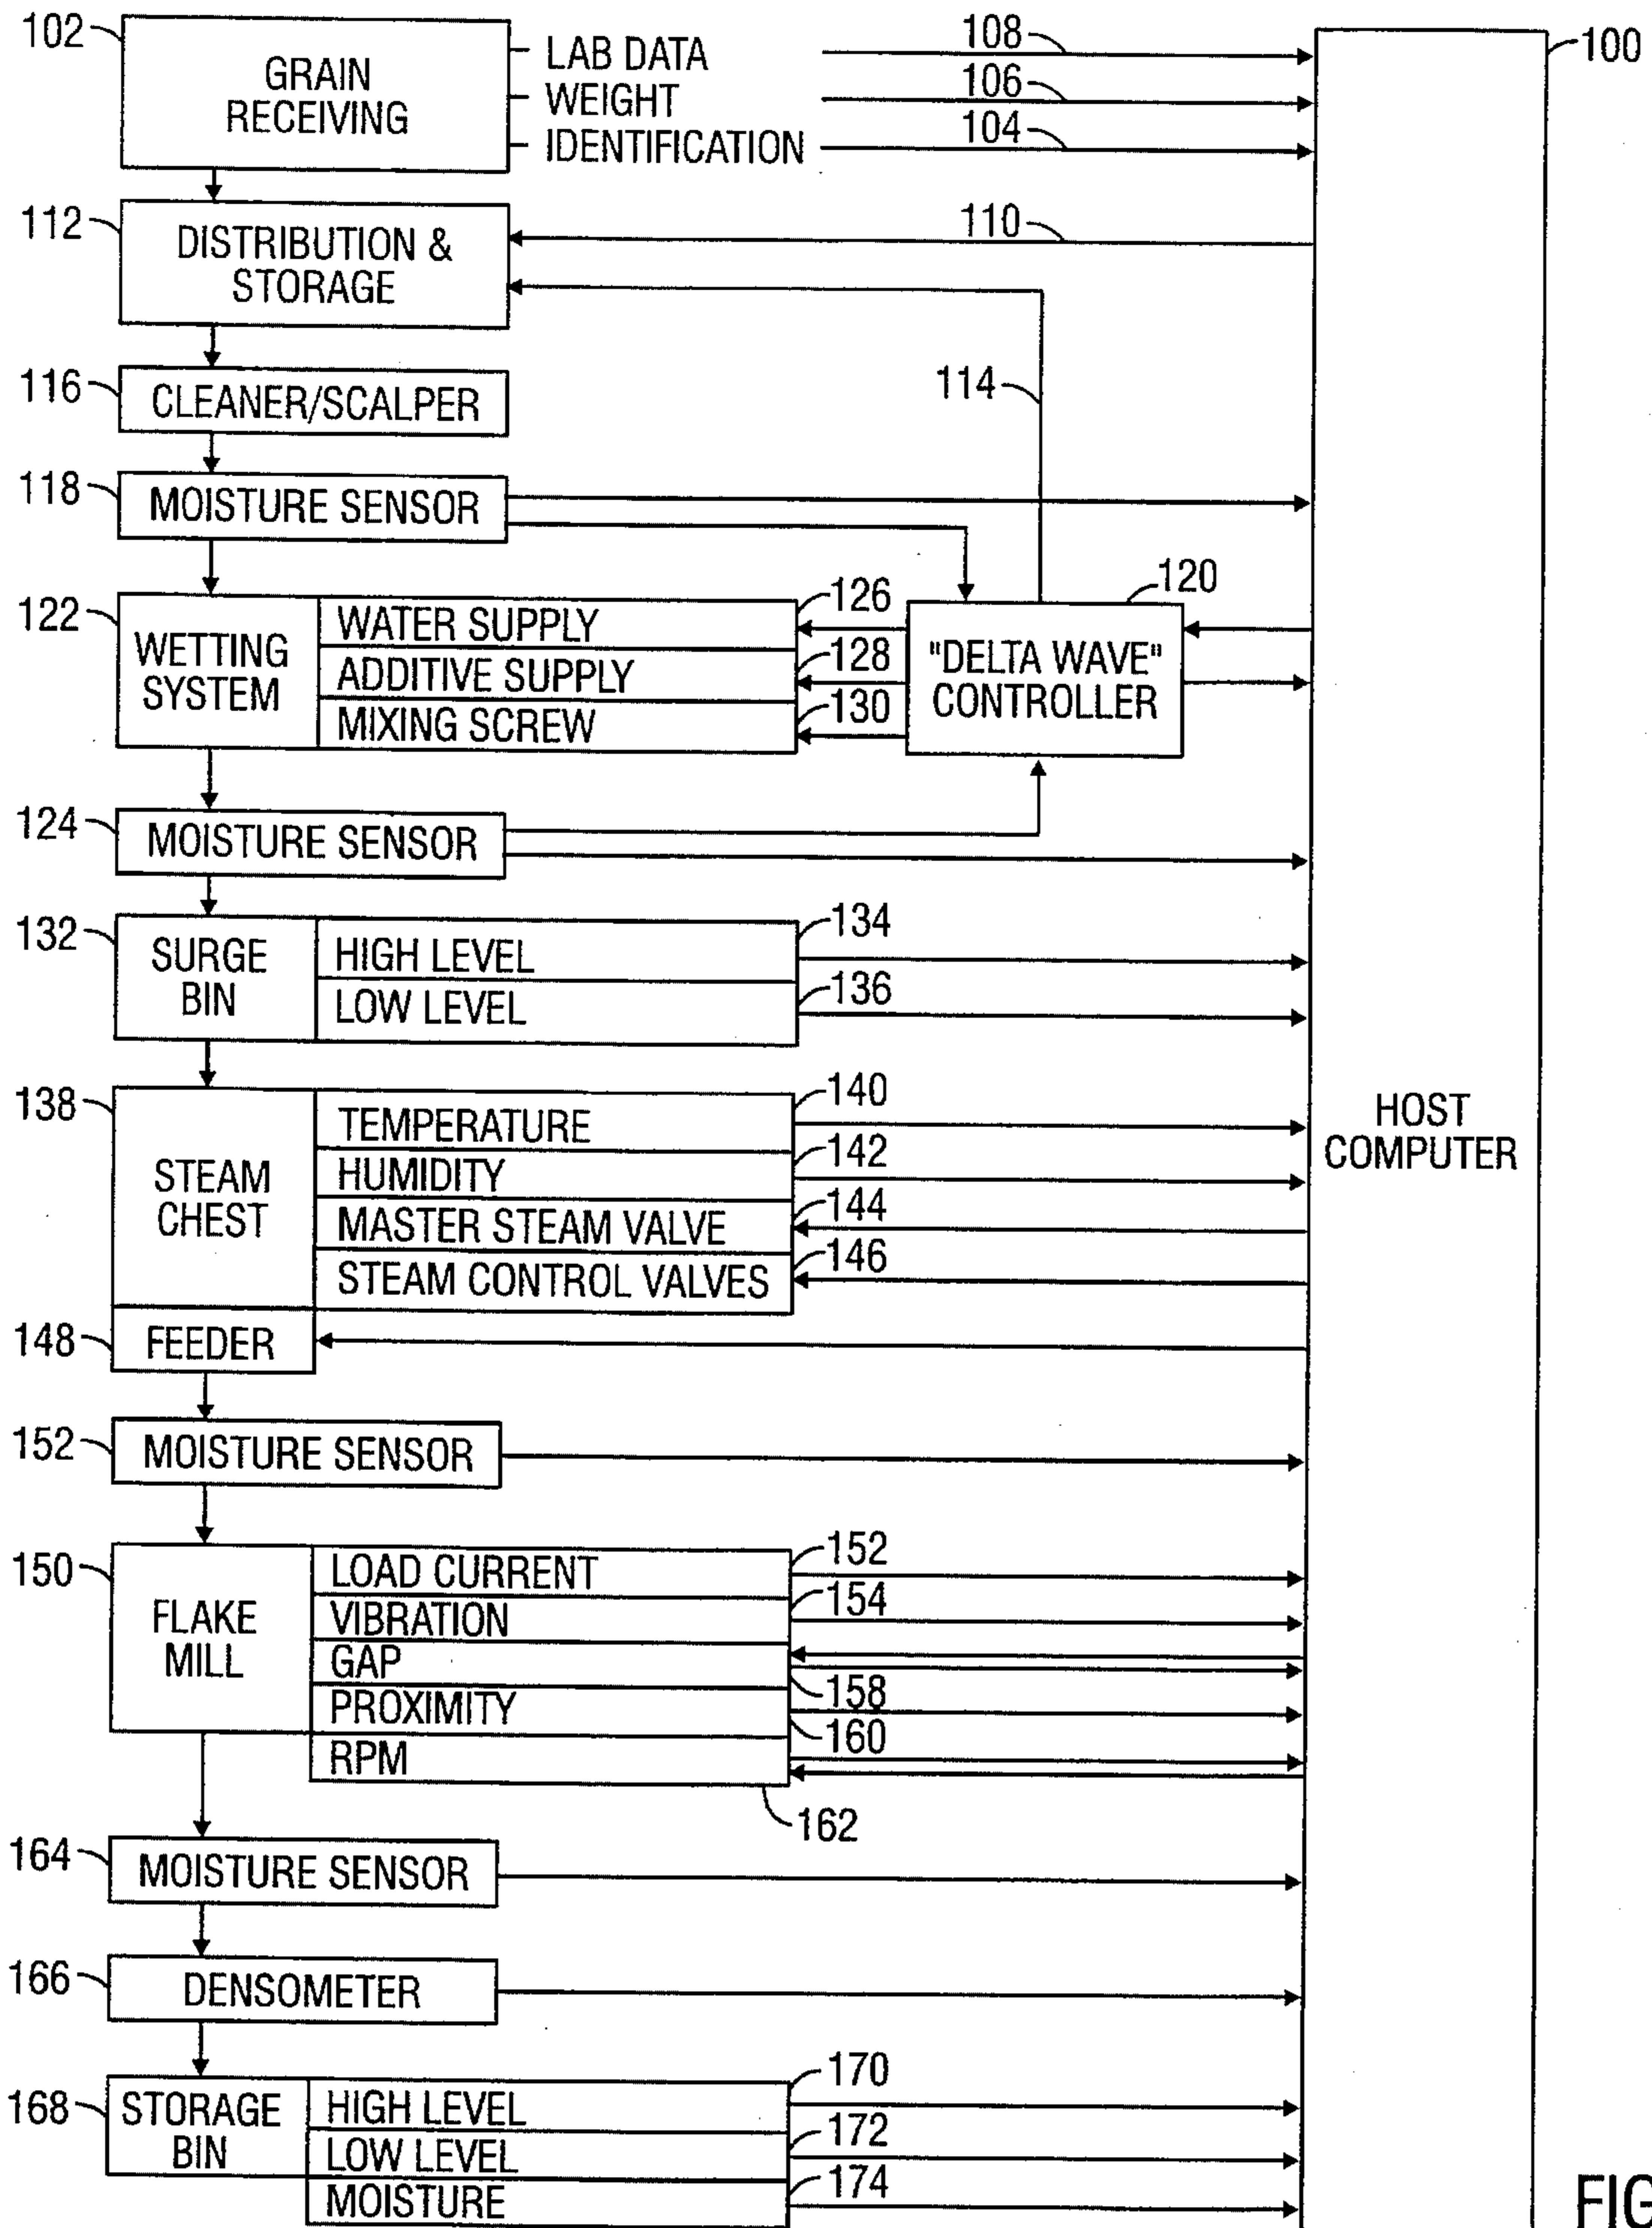 102
GRAIN
RECEIVING
LAB DATA
WEIGHT
IDENTIFICATION
108
106
104
100
112
DISTRIBUTION &
STORAGE
110
116
CLEANER/SCALPER
114
118
MOISTURE SENSOR
122
WETTING
SYSTEM
WATER SUPPLY
ADDITIVE SUPPLY
MIXING SCREW
126
128
130
120
"DELTA WAVE"
CONTROLLER
124
MOISTURE SENSOR
132
SURGE
BIN
HIGH LEVEL
LOW LEVEL
134
136
138
STEAM
CHEST
TEMPERATURE
HUMIDITY
MASTER STEAM VALVE
STEAM CONTROL VALVES
140
142
144
146
HOST
COMPUTER
148
FEEDER
152
MOISTURE SENSOR
150
FLAKE
MILL
LOAD CURRENT
VIBRATION
GAP
PROXIMITY
RPM
152
154
158
160
162
164
MOISTURE SENSOR
166
DENSOMETER
168
STORAGE
BIN
HIGH LEVEL
LOW LEVEL
MOISTURE
170
172
174
FIG